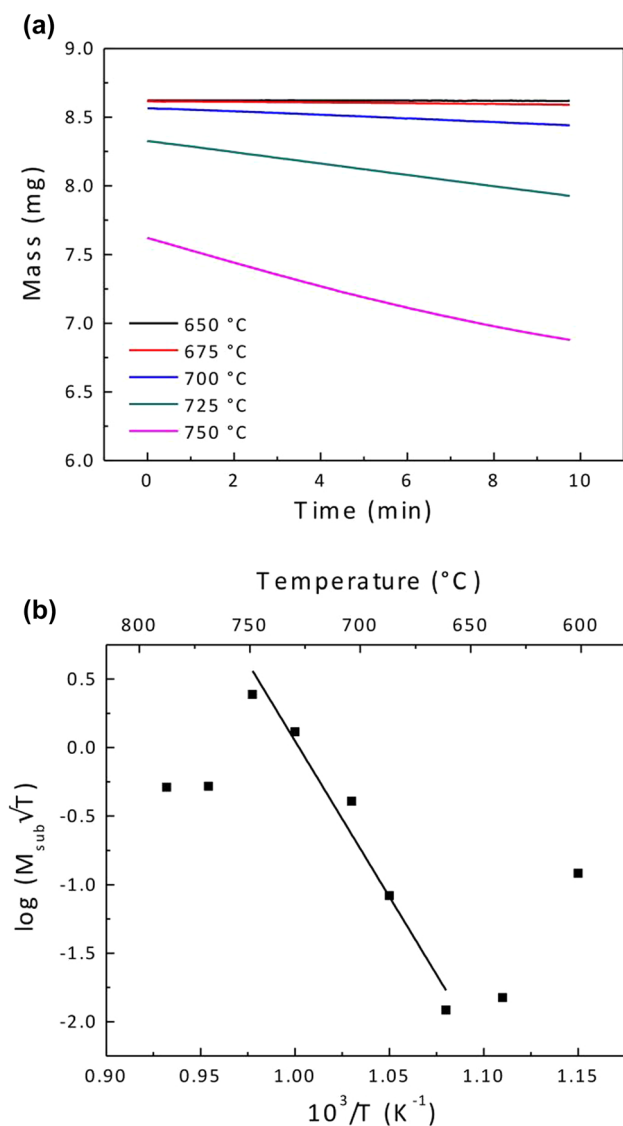 (a)
9.0
8.5
8.0
7.5
7.0
6.5
6.0
Mass (mg)
650 °C
675 °C
700 °C
725 °C
750 °C
0 2 4 6 8 10
Time (min)
(b)
Temperature (°C)
800 750 700 650 600
0.5
0.0
-0.5
-1.0
-1.5
-2.0
log (M_sub √T)
0.90 0.95 1.00 1.05 1.10 1.15
10³/T (K⁻¹)